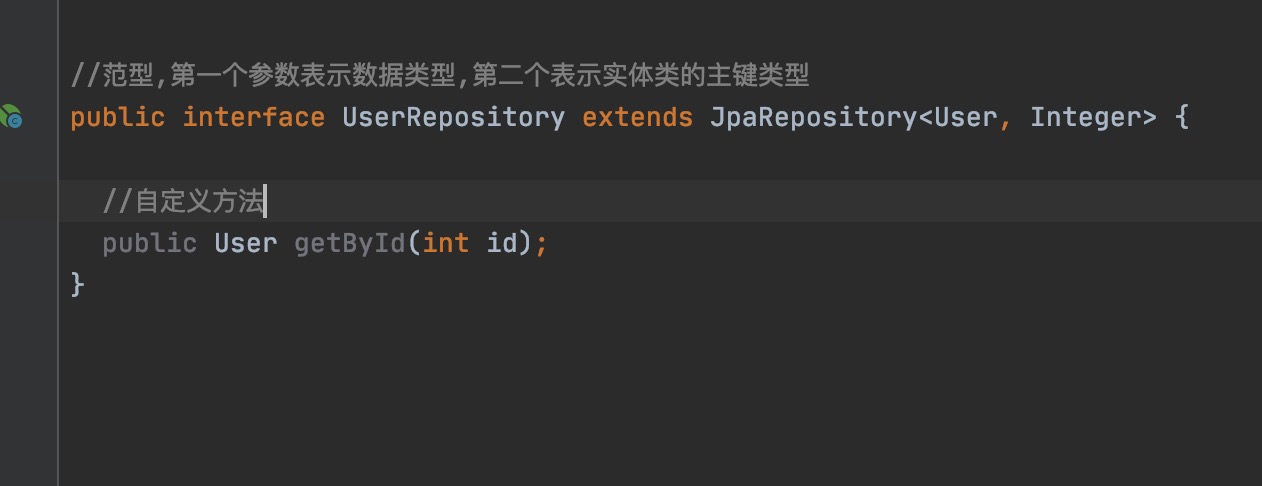 //范型,第一个参数表示数据类型,第二个表示实体类的主键类型
public interface UserRepository extends JpaRepository<User, Integer> {
//自定义方法
public User getById(int id);
}